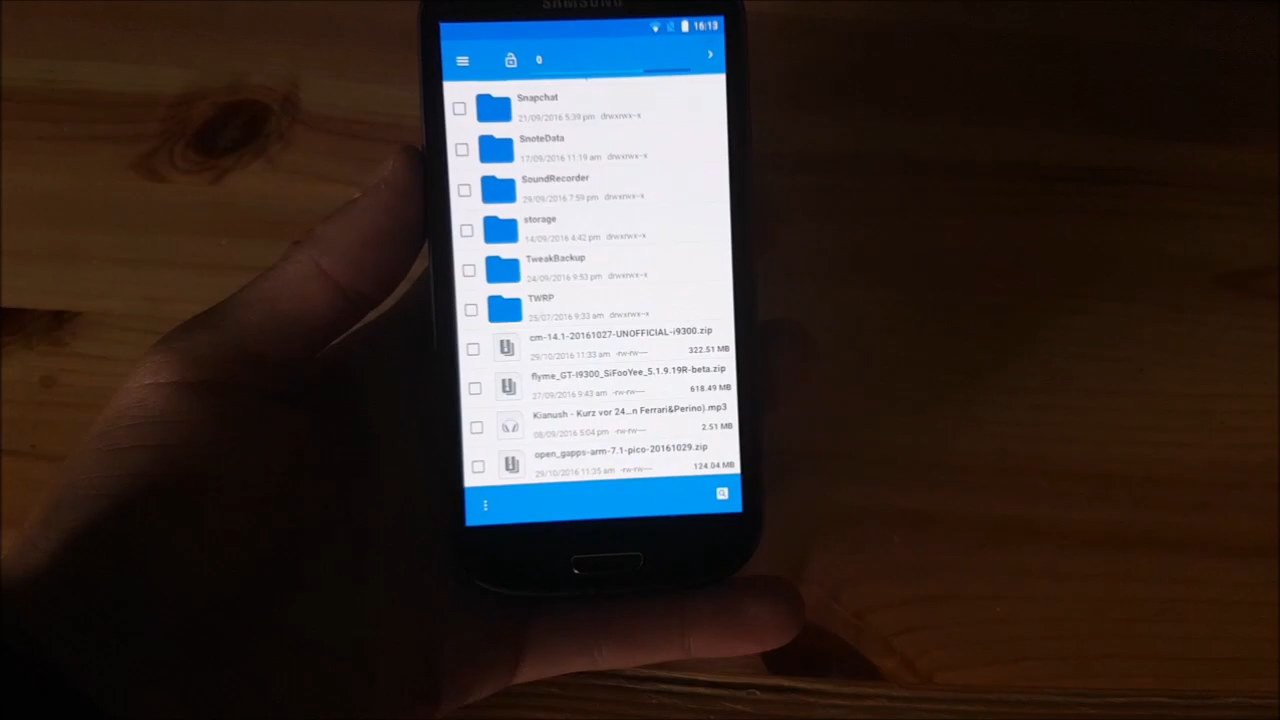 SAMSUNG
16:13
0
Snapchat
21/09/2016 5:39 pm drwxrwx--x
SnoteData
17/09/2016 11:19 am drwxrwx--x
SoundRecorder
29/09/2016 7:59 pm drwxrwx--x
storage
14/09/2016 4:42 pm drwxrwx--x
TweakBackup
24/09/2016 9:53 pm drwxrwx--x
TWRP
25/07/2016 9:33 am drwxrwx--x
cm-14.1-20161027-UNOFFICIAL-i9300.zip
29/10/2016 11:33 am -rw-rw---- 322.51 MB
flyme_GT-I9300_SiFooYee_5.1.9.19R-beta.zip
27/09/2016 9:43 am -rw-rw---- 618.49 MB
Kianush - Kurz vor 24...n Ferrari&Perino).mp3
08/09/2016 5:04 pm -rw-rw---- 2.51 MB
open_gapps-arm-7.1-pico-20161029.zip
29/10/2016 11:35 am -rw-rw---- 124.04 MB